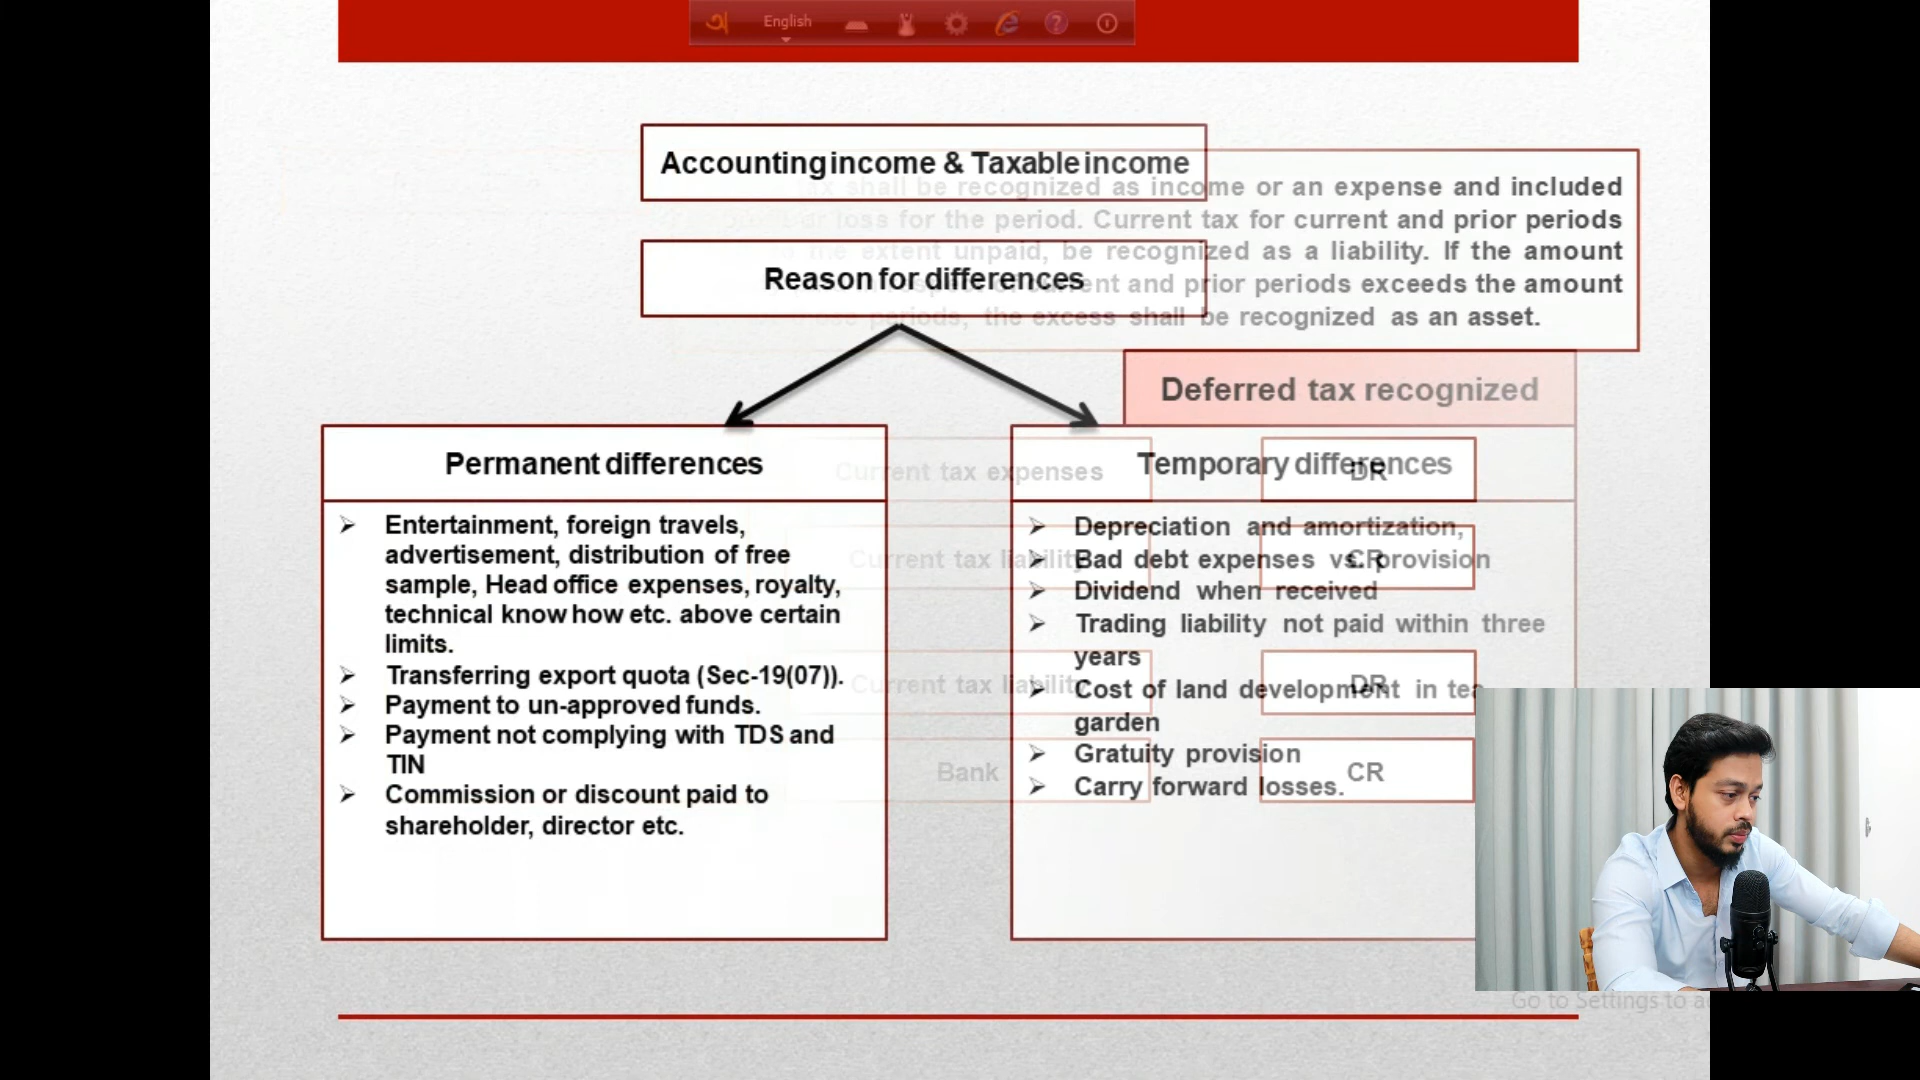 English
Accounting income & Taxable income
tax shall be recognized as income or an expense and included
loss for the period. Current tax for current and prior periods
the extent unpaid, be recognized as a liability. If the amount
Reason for differences
current and prior periods exceeds the amount
periods, the excess shall be recognized as an asset.
Deferred tax recognized
Permanent differences
Current tax expenses
Temporary differences
DR
➢ Entertainment, foreign travels,
advertisement, distribution of free
sample, Head office expenses, royalty,
technical know how etc. above certain
limits.
➢ Transferring export quota (Sec-19(07)).
➢ Payment to un-approved funds.
➢ Payment not complying with TDS and
TIN
➢ Commission or discount paid to
shareholder, director etc.
➢ Depreciation and amortization,
➢ Bad debt expenses vs. provision
➢ Dividend when received
➢ Trading liability not paid within three
years
➢ Cost of land development in tea
garden
➢ Gratuity provision
➢ Carry forward losses.
Current tax liability
CR
Current tax liability
DR
Bank
CR
Go to Settings to